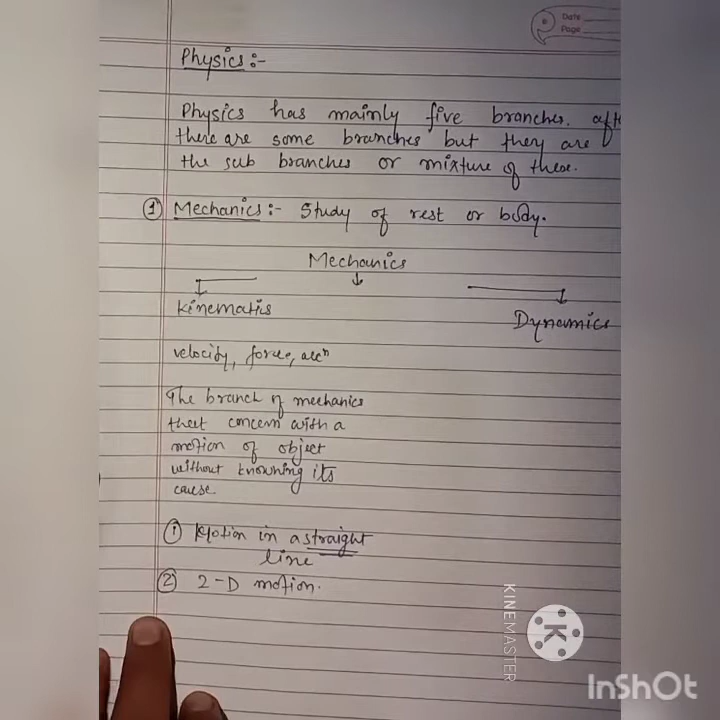 Date
Page
Physics :-
Physics has mainly five branches. afte
there are some branches but they are
the sub branches or mixture of these.
① Mechanics :- Study of rest or body.
Mechanics
Kinematics
Dynamics
velocity, force, accⁿ
The branch of mechanics
that concern with a
motion of object
without knowing its
cause.
① Motion in a straight
line
② 2-D motion.
KINEMASTER
InShOt